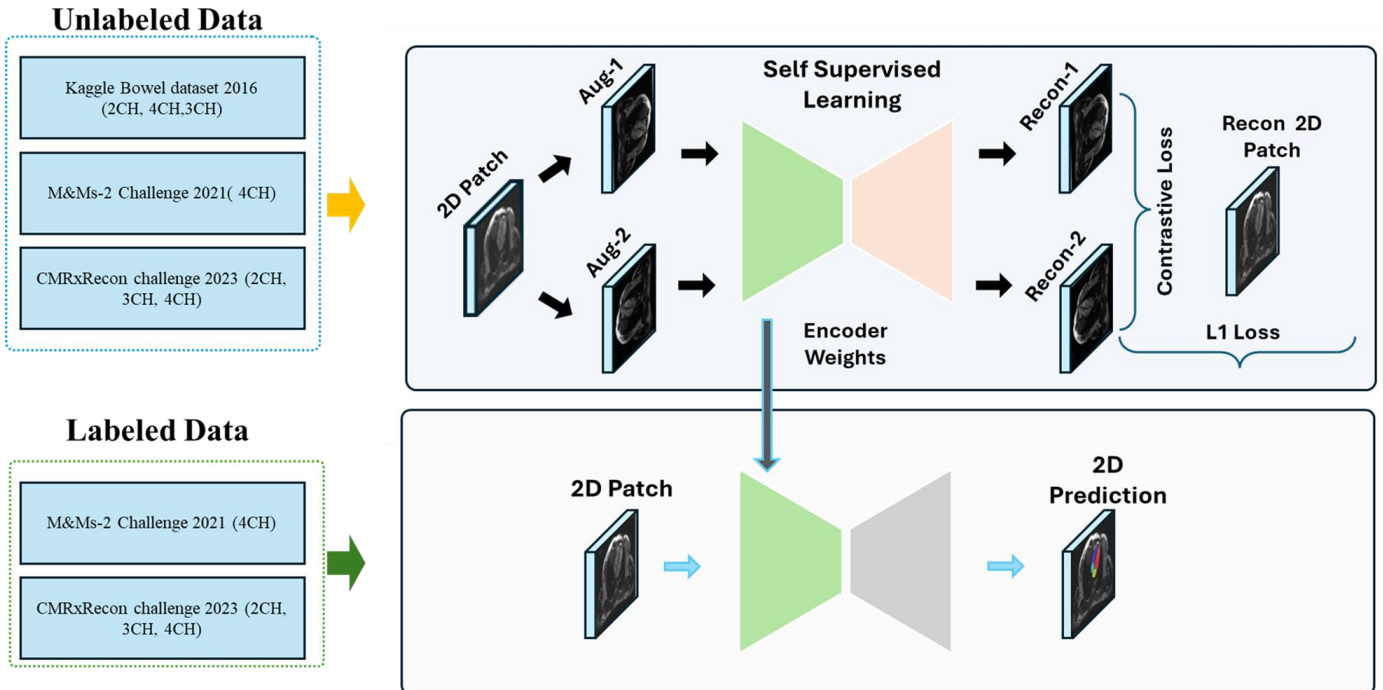 Unlabeled Data
Kaggle Bowel dataset 2016
(2CH, 4CH,3CH)
M&Ms-2 Challenge 2021( 4CH)
CMRxRecon challenge 2023 (2CH,
3CH, 4CH)
Labeled Data
M&Ms-2 Challenge 2021 (4CH)
CMRxRecon challenge 2023 (2CH,
3CH, 4CH)
2D Patch
Aug-1
Aug-2
Self Supervised
Learning
Encoder
Weights
Recon-1
Recon-2
Contrastive Loss
Recon 2D
Patch
L1 Loss
2D Patch
2D
Prediction